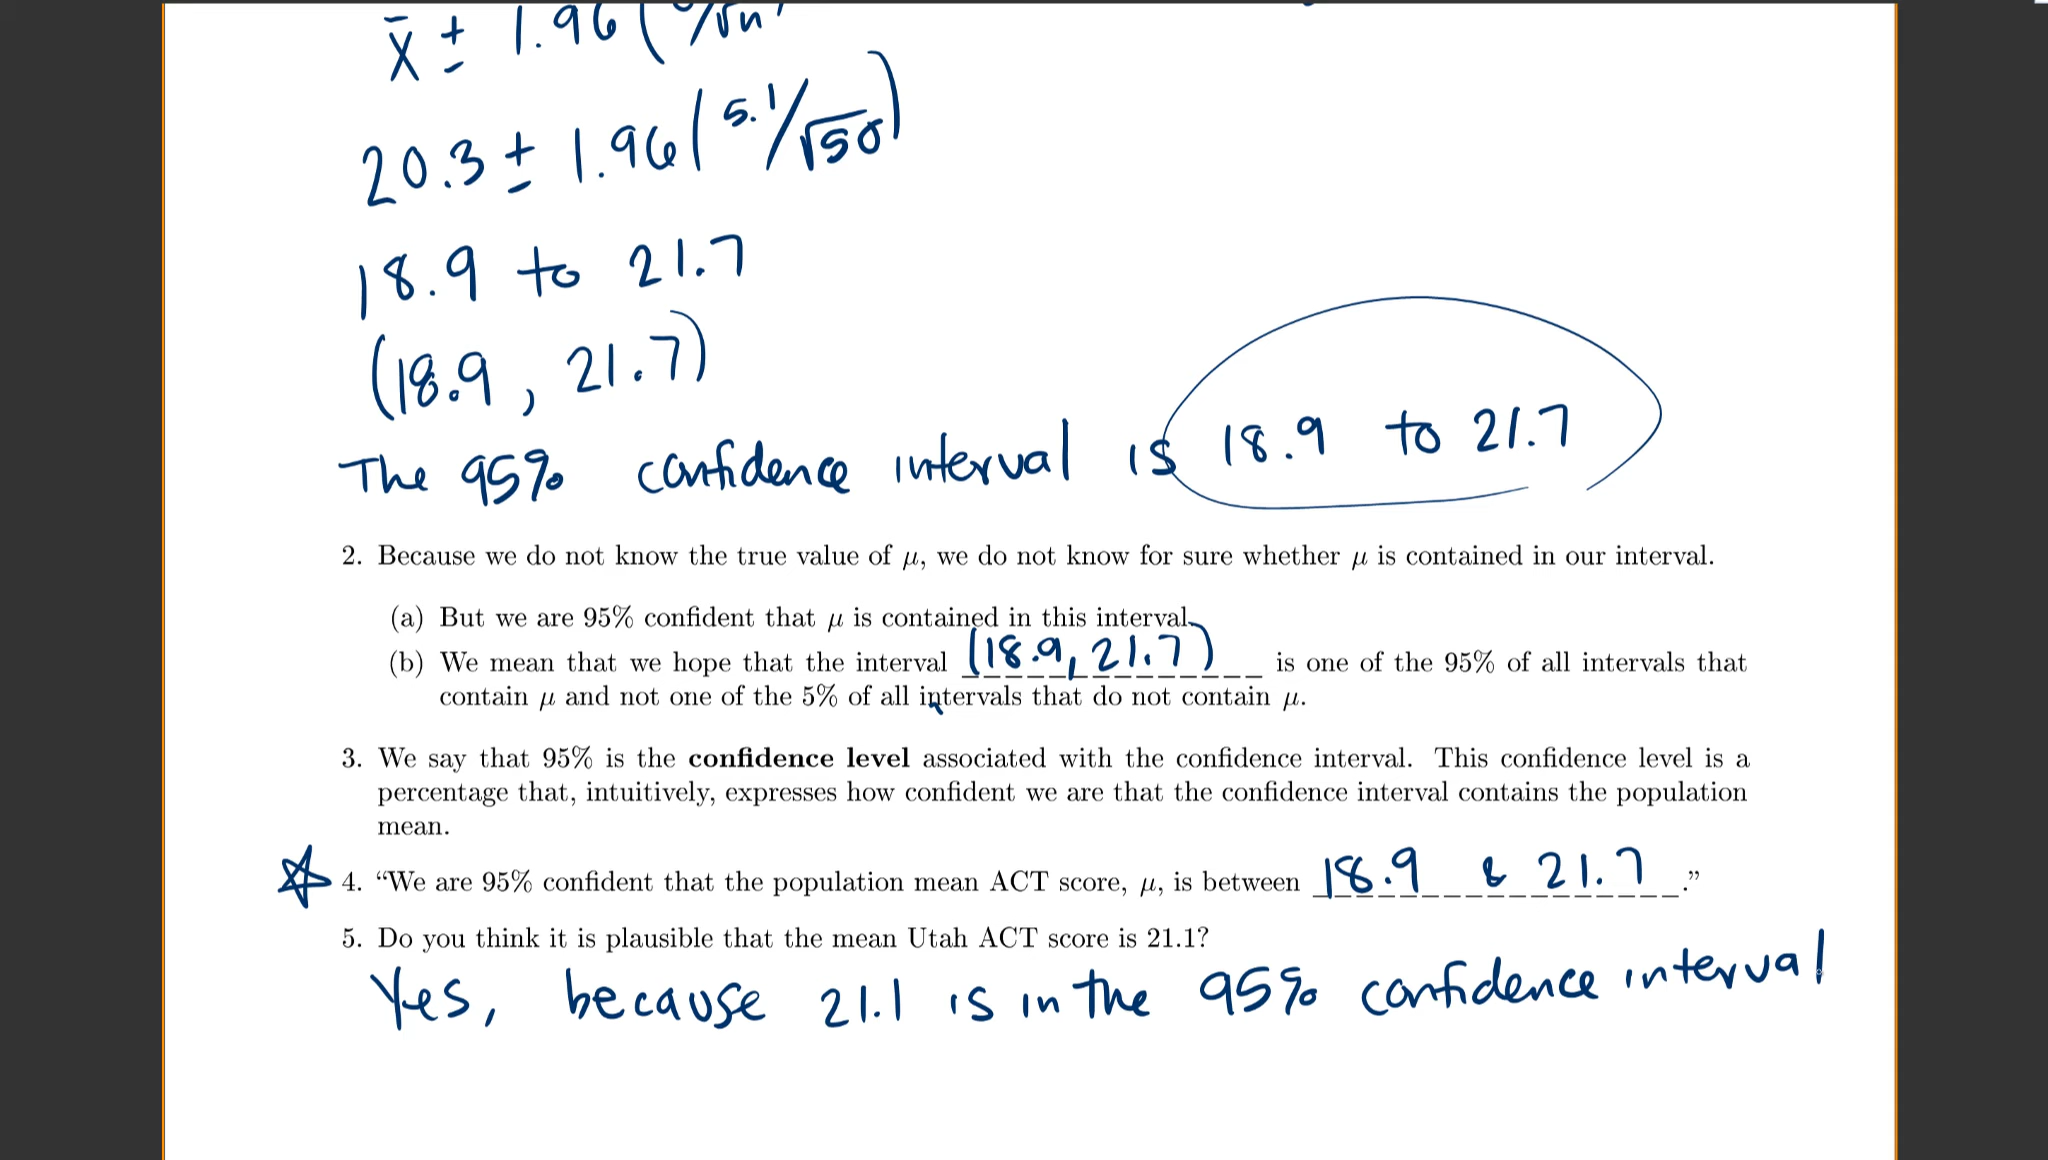 x̄ ± 1.96 (σ/√n)
20.3 ± 1.96 (5.1/√50)
18.9 to 21.7
(18.9, 21.7)
The 95% confidence interval is 18.9 to 21.7
2. Because we do not know the true value of μ, we do not know for sure whether μ is contained in our interval.
(a) But we are 95% confident that μ is contained in this interval.
(b) We mean that we hope that the interval (18.9, 21.7) is one of the 95% of all intervals that
contain μ and not one of the 5% of all intervals that do not contain μ.
3. We say that 95% is the confidence level associated with the confidence interval. This confidence level is a
percentage that, intuitively, expresses how confident we are that the confidence interval contains the population
mean.
4. “We are 95% confident that the population mean ACT score, μ, is between 18.9 & 21.7.”
5. Do you think it is plausible that the mean Utah ACT score is 21.1?
Yes, because 21.1 is in the 95% confidence interval